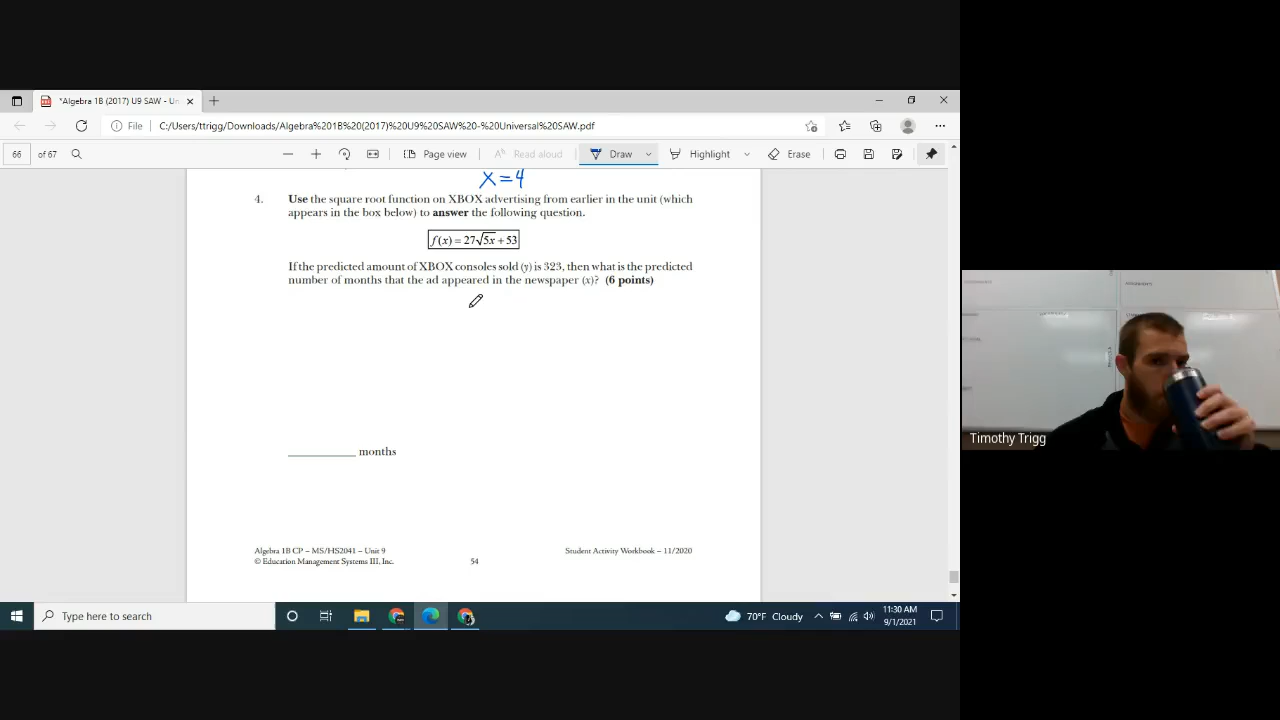 *Algebra 1B (2017) U9 SAW - Un
File
C:/Users/ttrigg/Downloads/Algebra%201B%20(2017)%20U9%20SAW%20-%20Universal%20SAW.pdf
66 of 67
Page view
Read aloud
Draw
Highlight
Erase
x = 4
4. Use the square root function on XBOX advertising from earlier in the unit (which
appears in the box below) to answer the following question.
f(x) = 27√5x + 53
If the predicted amount of XBOX consoles sold (y) is 323, then what is the predicted
number of months that the ad appeared in the newspaper (x)? (6 points)
__________ months
Algebra 1B CP – MS/HS2041 – Unit 9
Student Activity Workbook – 11/2020
© Education Management Systems III, Inc.
54
Timothy Trigg
Type here to search
70°F Cloudy
11:30 AM
9/1/2021